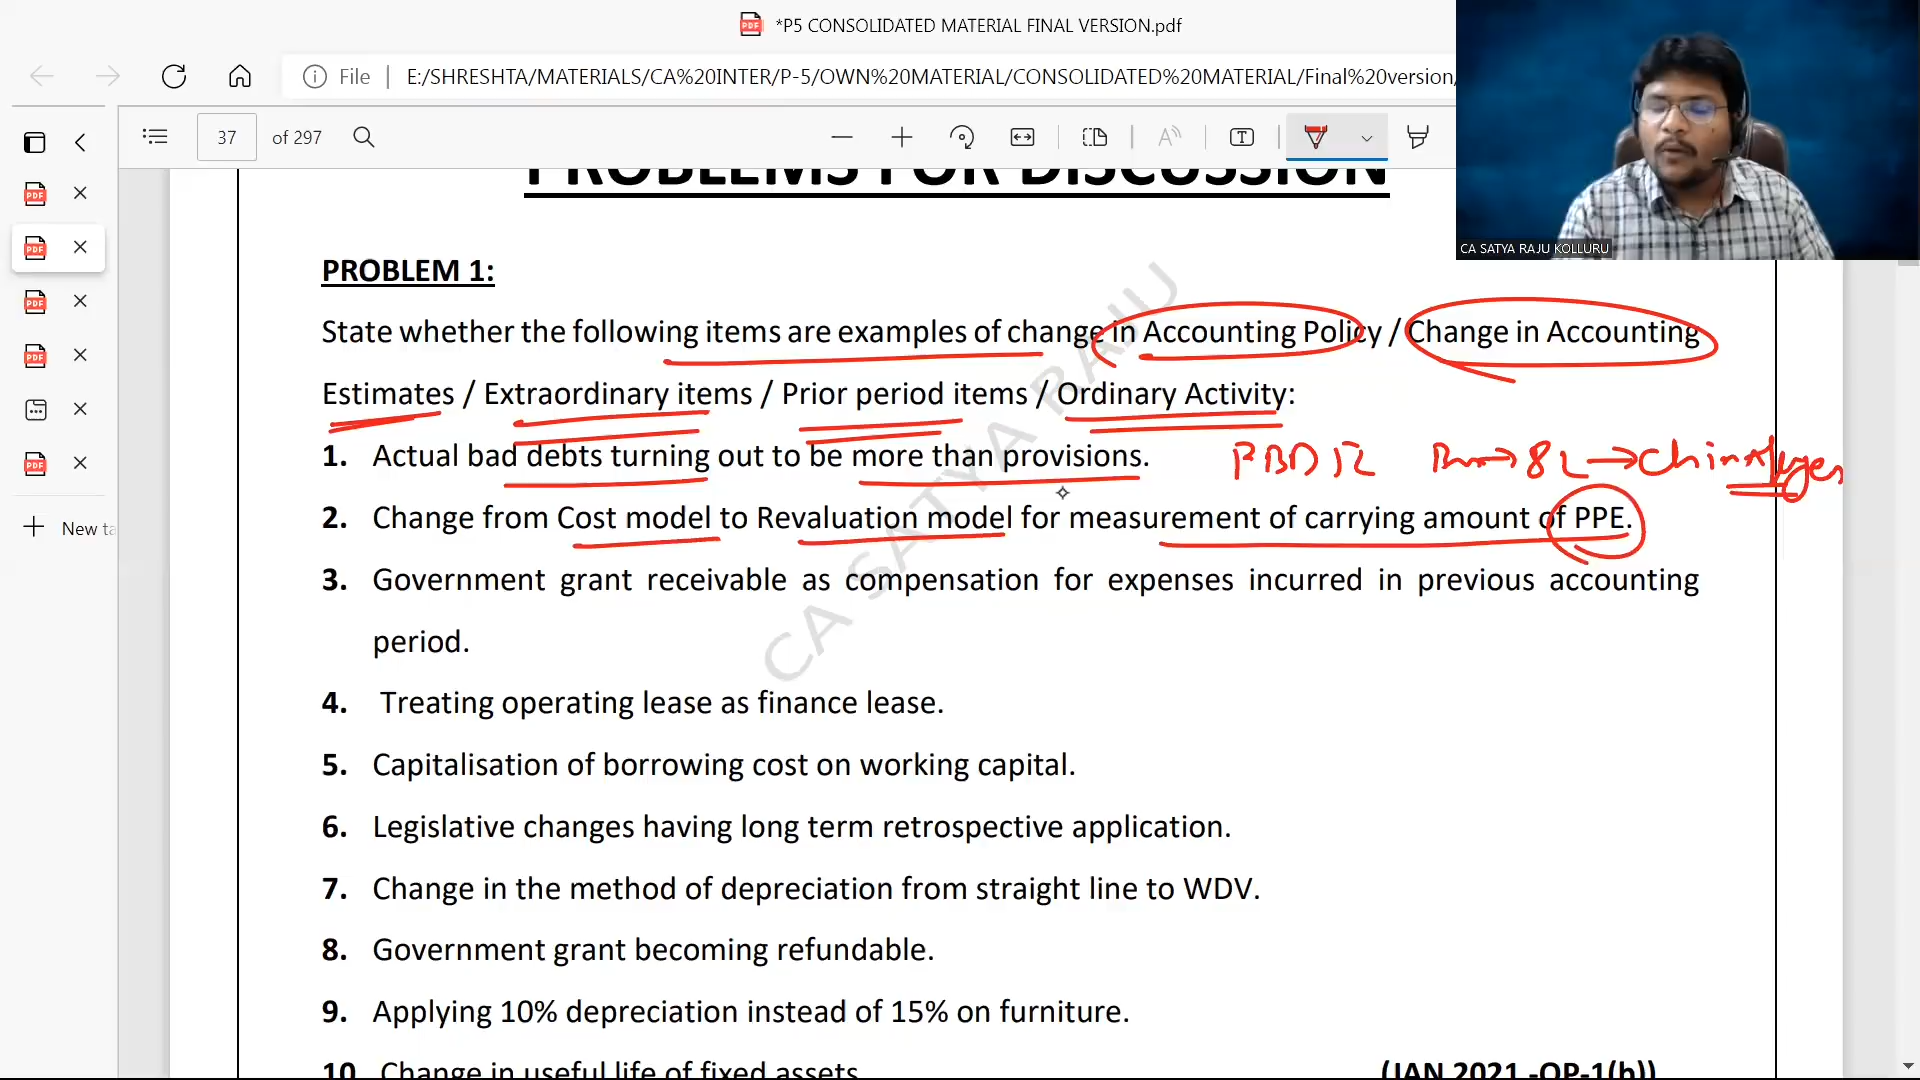 *P5 CONSOLIDATED MATERIAL FINAL VERSION.pdf
File | E:/SHRESHTA/MATERIALS/CA%20INTER/P-5/OWN%20MATERIAL/CONSOLIDATED%20MATERIAL/Final%20version/
37 of 297
CA SATYA RAJU KOLLURU
New ta
PROBLEMS FOR DISCUSSION
PROBLEM 1:
State whether the following items are examples of change in Accounting Policy / Change in Accounting
Estimates / Extraordinary items / Prior period items / Ordinary Activity:
1. Actual bad debts turning out to be more than provisions.
8L → Ch in
2. Change from Cost model to Revaluation model for measurement of carrying amount of PPE.
3. Government grant receivable as compensation for expenses incurred in previous accounting
period.
4. Treating operating lease as finance lease.
5. Capitalisation of borrowing cost on working capital.
6. Legislative changes having long term retrospective application.
7. Change in the method of depreciation from straight line to WDV.
8. Government grant becoming refundable.
9. Applying 10% depreciation instead of 15% on furniture.
10. Change in useful life of fixed assets. (JAN 2021 -QP-1(b))
CA SATYA RAJU